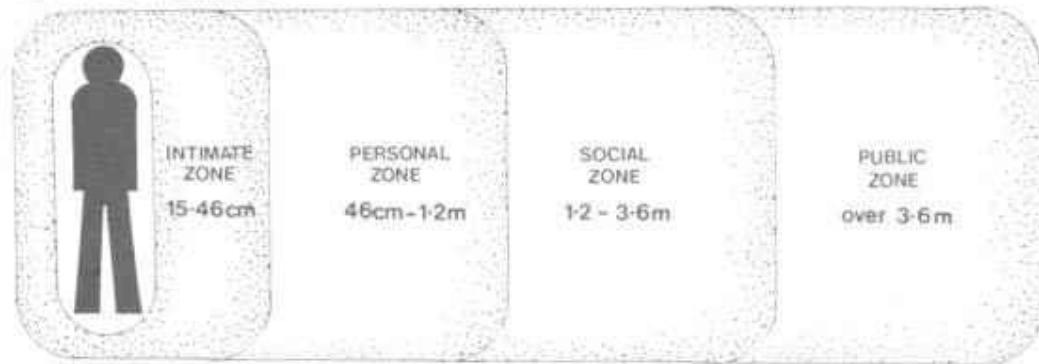 INTIMATE
ZONE
15-46cm
PERSONAL
ZONE
46cm-1·2m
SOCIAL
ZONE
1·2 - 3·6m
PUBLIC
ZONE
over 3·6m